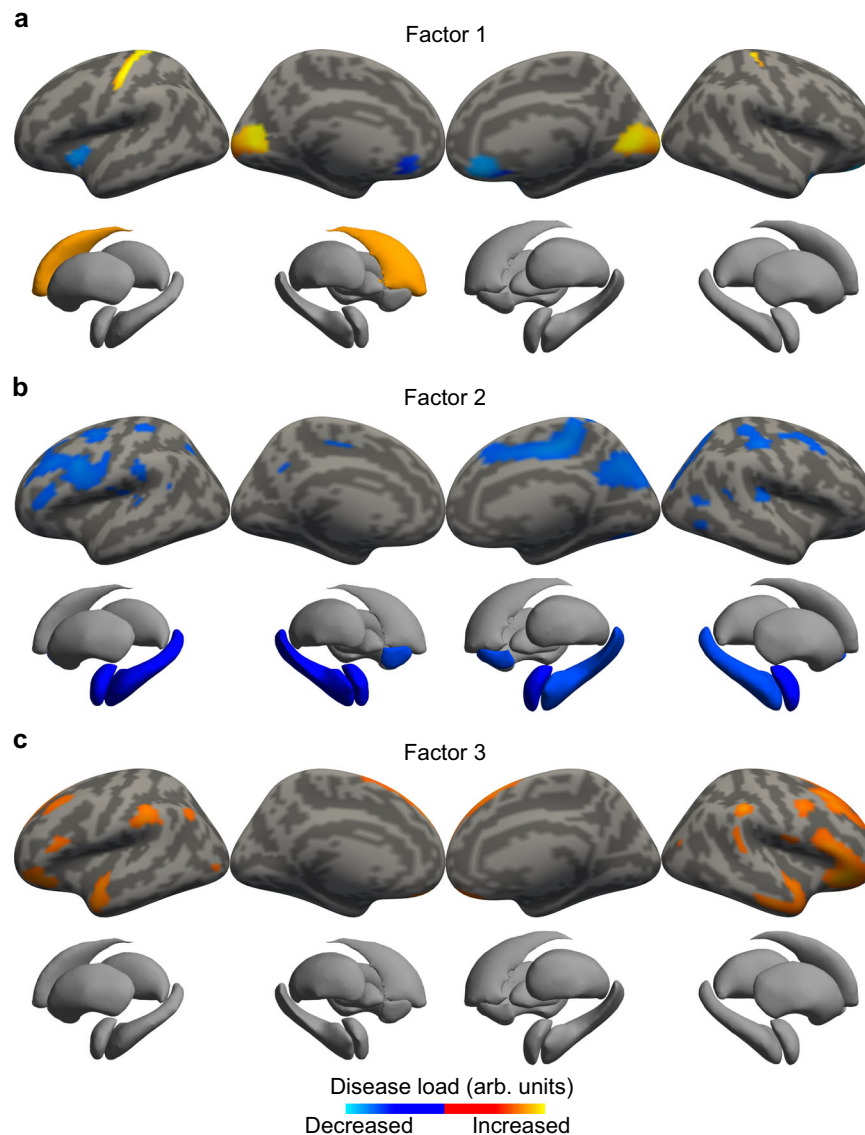 a
Factor 1
b
Factor 2
c
Factor 3
Disease load (arb. units)
Decreased Increased